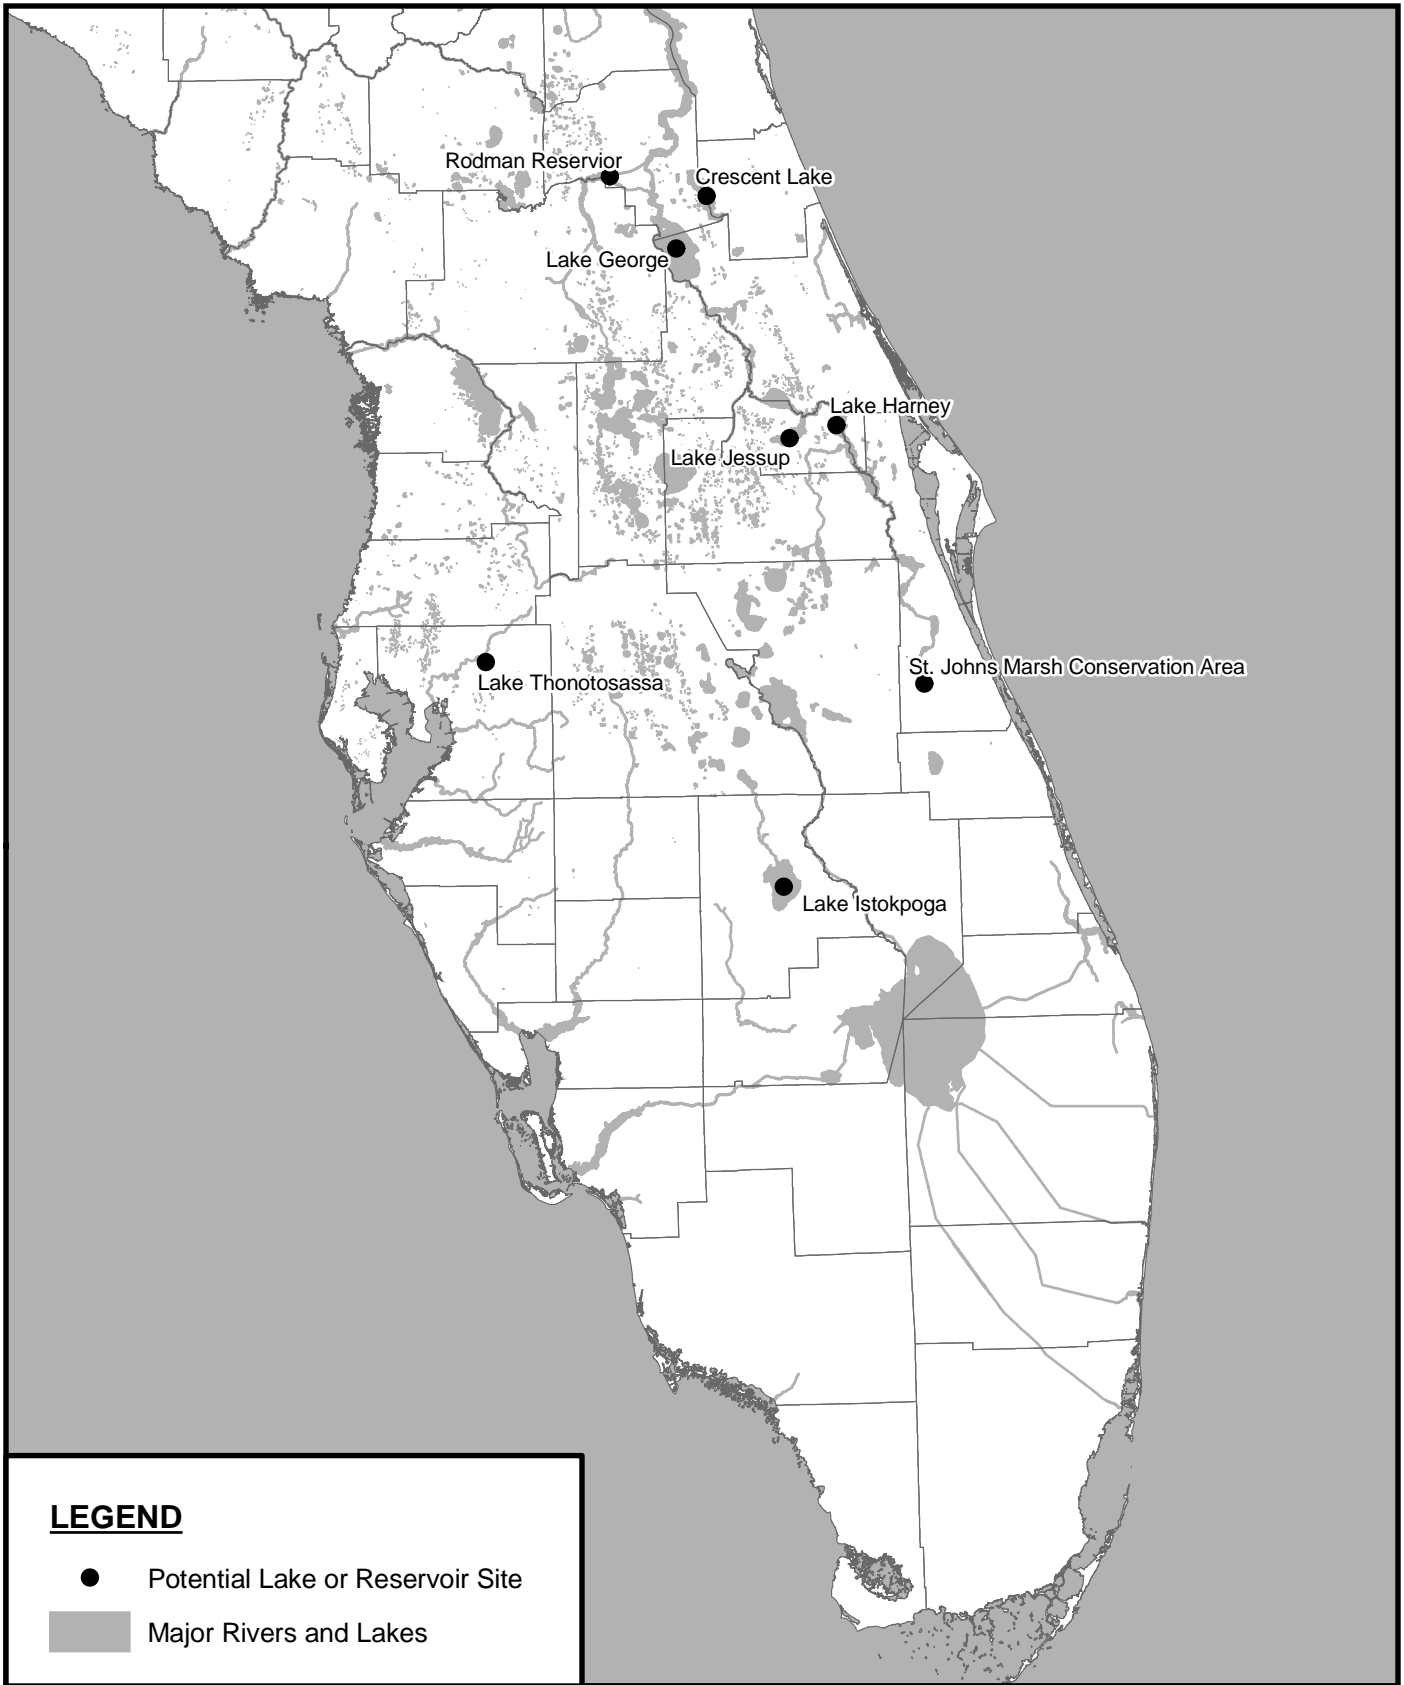 Rodman Reservior
Crescent Lake
Lake George
Lake Harney
Lake Jessup
St. Johns Marsh Conservation Area
Lake Thonotosassa
Lake Istokpoga
LEGEND
Potential Lake or Reservoir Site
Major Rivers and Lakes